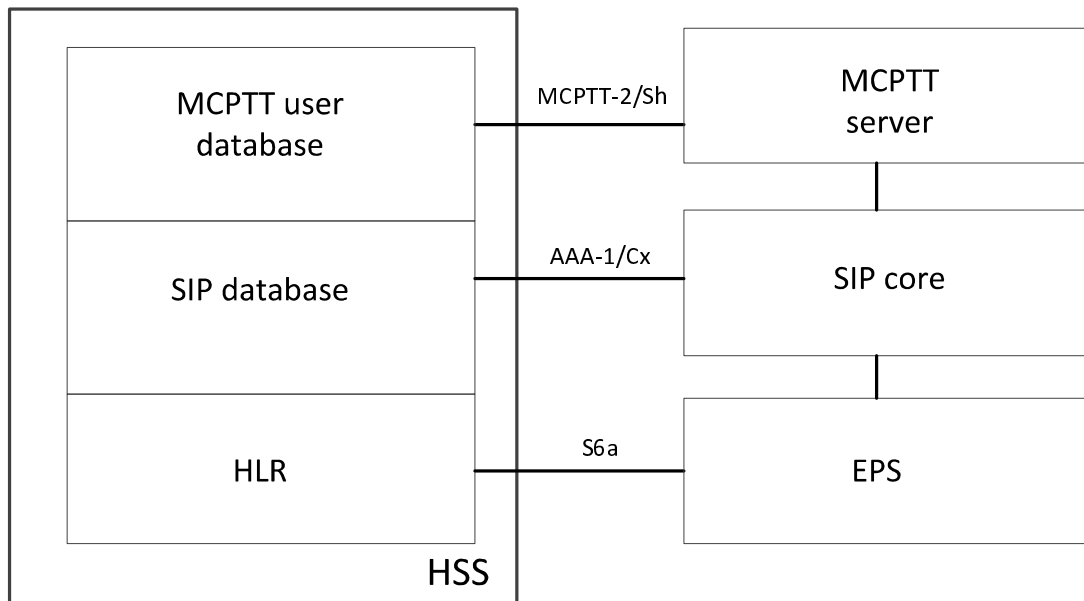 MCPTT user
database
MCPTT-2/Sh
MCPTT
server
SIP database
AAA-1/Cx
SIP core
HLR
S6a
EPS
HSS